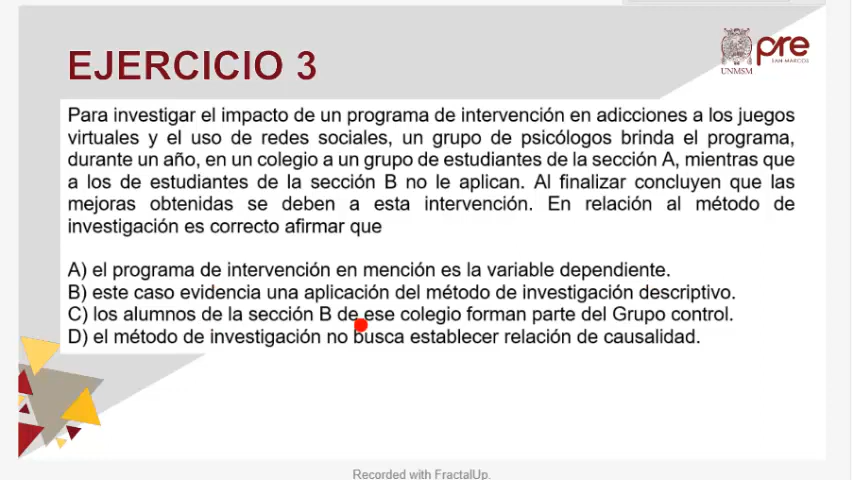 EJERCICIO 3
UNMSM
pre
SAN MARCOS
Para investigar el impacto de un programa de intervención en adicciones a los juegos
virtuales y el uso de redes sociales, un grupo de psicólogos brinda el programa,
durante un año, en un colegio a un grupo de estudiantes de la sección A, mientras que
a los de estudiantes de la sección B no le aplican. Al finalizar concluyen que las
mejoras obtenidas se deben a esta intervención. En relación al método de
investigación es correcto afirmar que
A) el programa de intervención en mención es la variable dependiente.
B) este caso evidencia una aplicación del método de investigación descriptivo.
C) los alumnos de la sección B de ese colegio forman parte del Grupo control.
D) el método de investigación no busca establecer relación de causalidad.
Recorded with FractalUp.